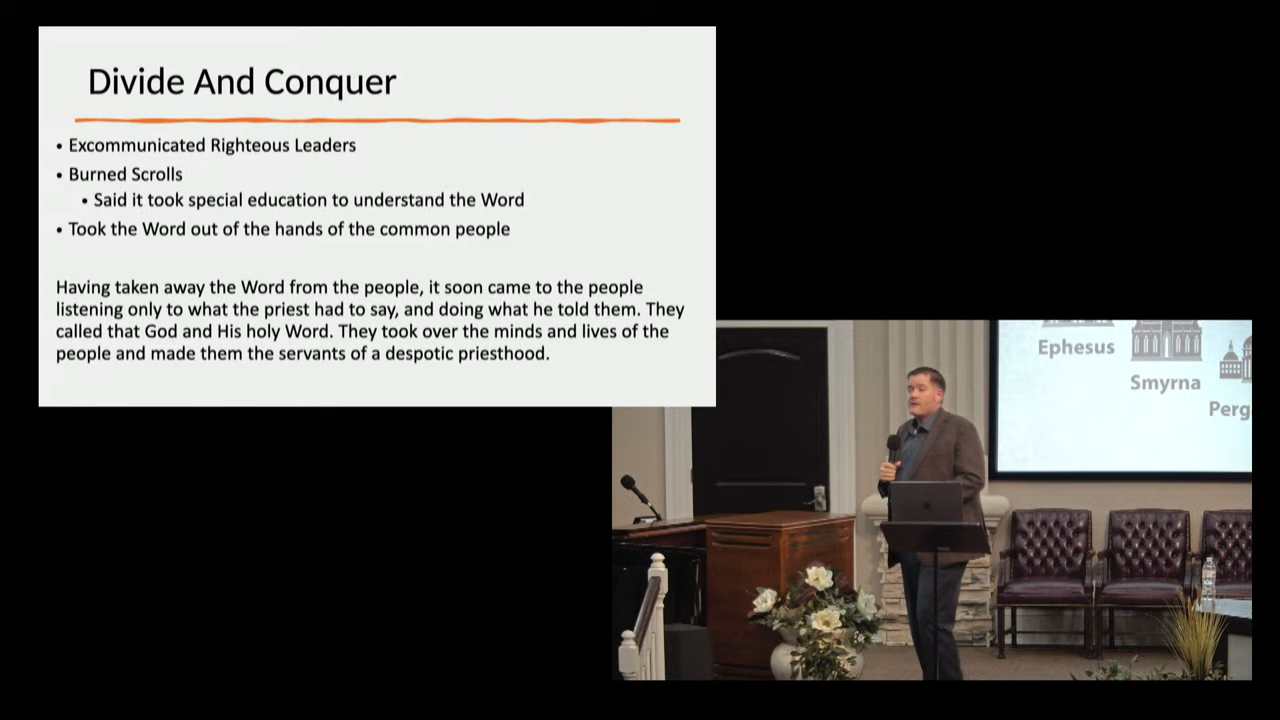 Divide And Conquer
• Excommunicated Righteous Leaders
• Burned Scrolls
• Said it took special education to understand the Word
• Took the Word out of the hands of the common people
Having taken away the Word from the people, it soon came to the people
listening only to what the priest had to say, and doing what he told them. They
called that God and His holy Word. They took over the minds and lives of the
people and made them the servants of a despotic priesthood.
Ephesus
Smyrna
Perg